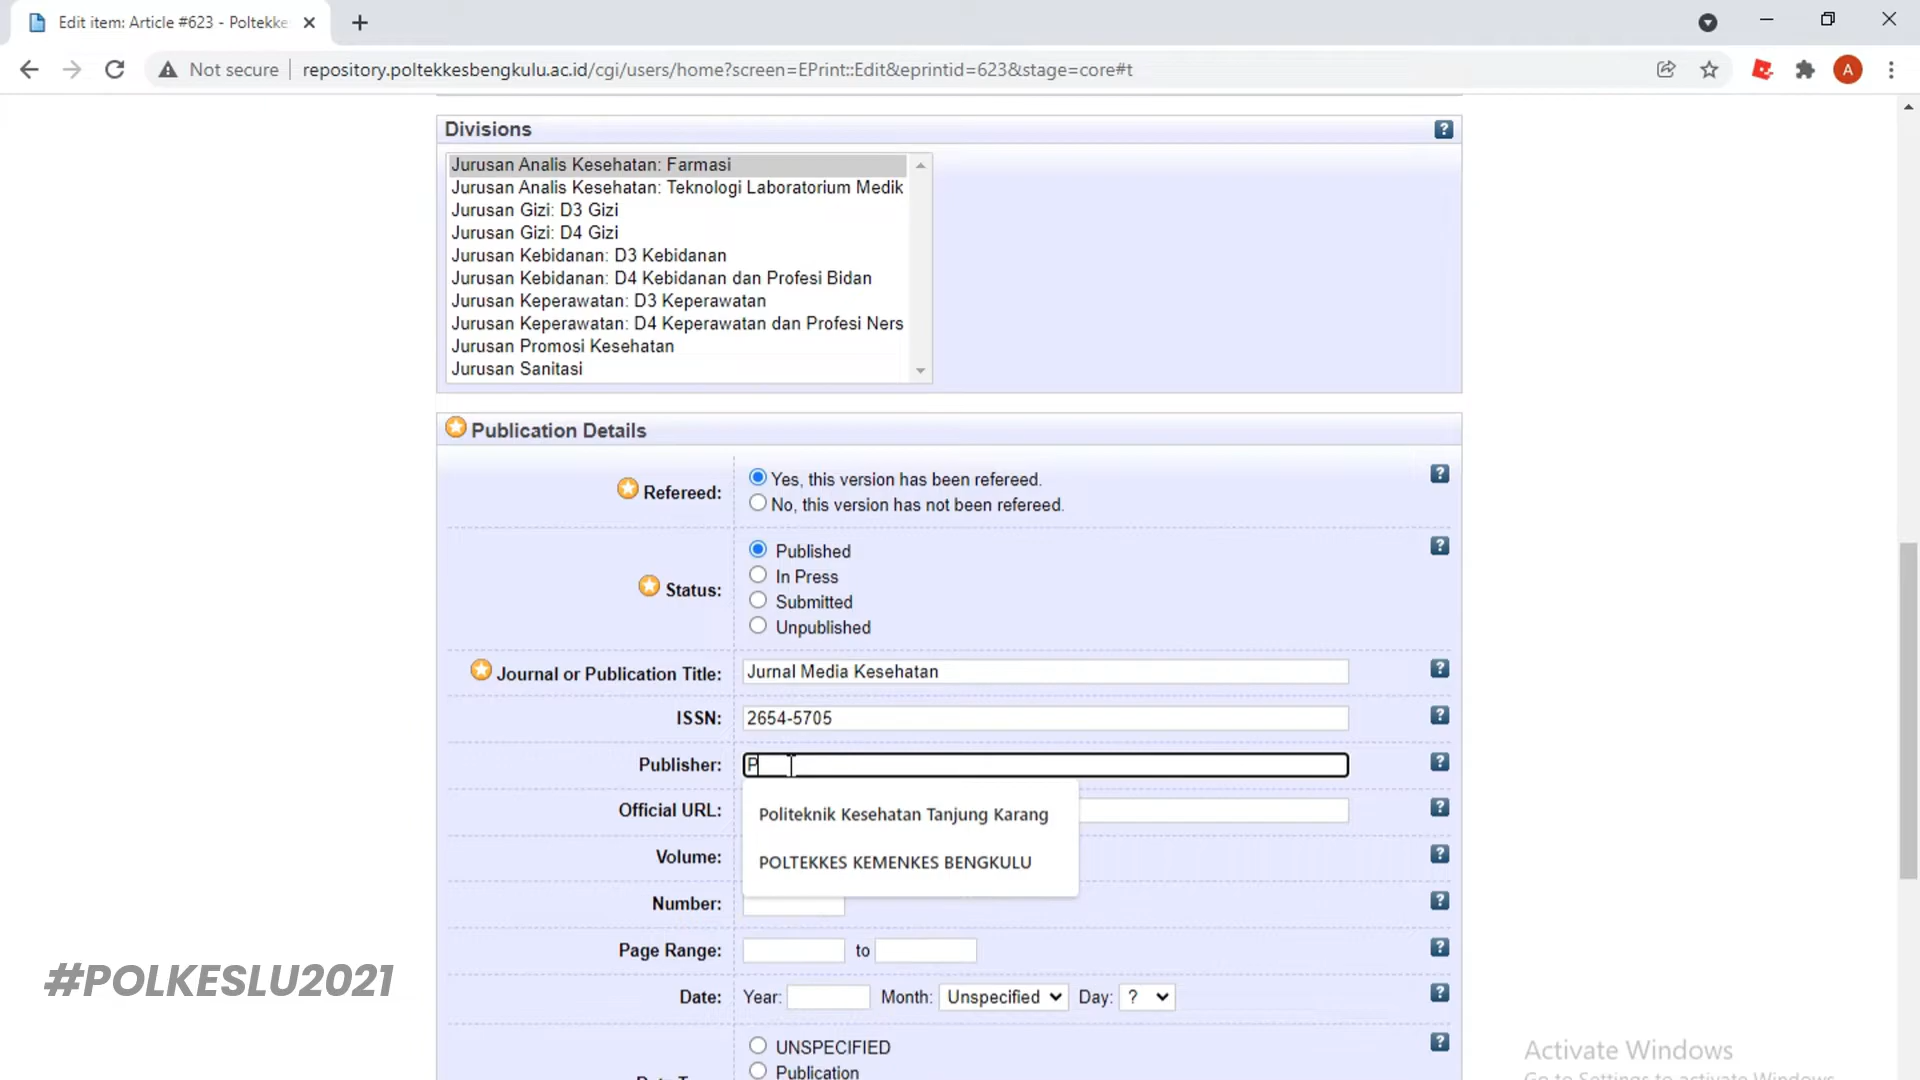 Edit item: Article #623 - Poltekke
Not secure
repository.poltekkesbengkulu.ac.id/cgi/users/home?screen=EPrint::Edit&eprintid=623&stage=core#t
A
Divisions
?
Jurusan Analis Kesehatan: Farmasi
Jurusan Analis Kesehatan: Teknologi Laboratorium Medik
Jurusan Gizi: D3 Gizi
Jurusan Gizi: D4 Gizi
Jurusan Kebidanan: D3 Kebidanan
Jurusan Kebidanan: D4 Kebidanan dan Profesi Bidan
Jurusan Keperawatan: D3 Keperawatan
Jurusan Keperawatan: D4 Keperawatan dan Profesi Ners
Jurusan Promosi Kesehatan
Jurusan Sanitasi
Publication Details
Refereed:
Yes, this version has been refereed.
?
No, this version has not been refereed.
Status:
Published
?
In Press
Submitted
Unpublished
Journal or Publication Title: Jurnal Media Kesehatan ?
ISSN: 2654-5705 ?
Publisher: P ?
Politeknik Kesehatan Tanjung Karang
POLTEKKES KEMENKES BENGKULU
Official URL: ?
Volume: ?
Number: ?
Page Range: to ?
Date: Year: Month: Unspecified Day: ? ?
UNSPECIFIED ?
Publication
#POLKESLU2021
Activate Windows
Go to Settings to activate Windows.